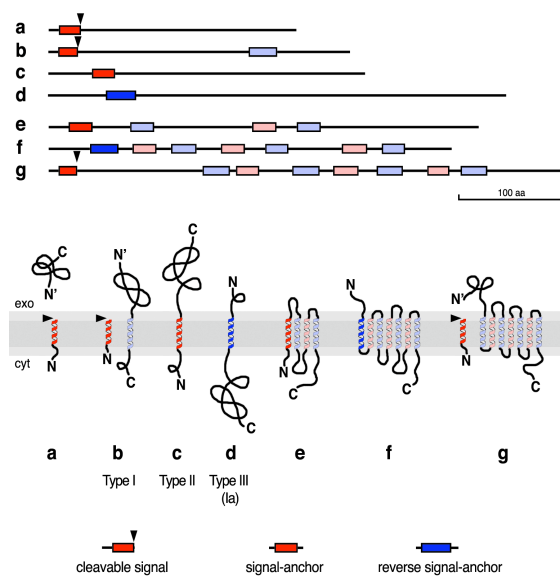 a
b
c
d
e
f
g
100 aa
C
N'
C
N'
N
C
N
N'
exo
cyt
N
N
C
N
C
N
C
C
N
C
a b c d e f g
Type I Type II Type III
(Ia)
cleavable signal signal-anchor reverse signal-anchor